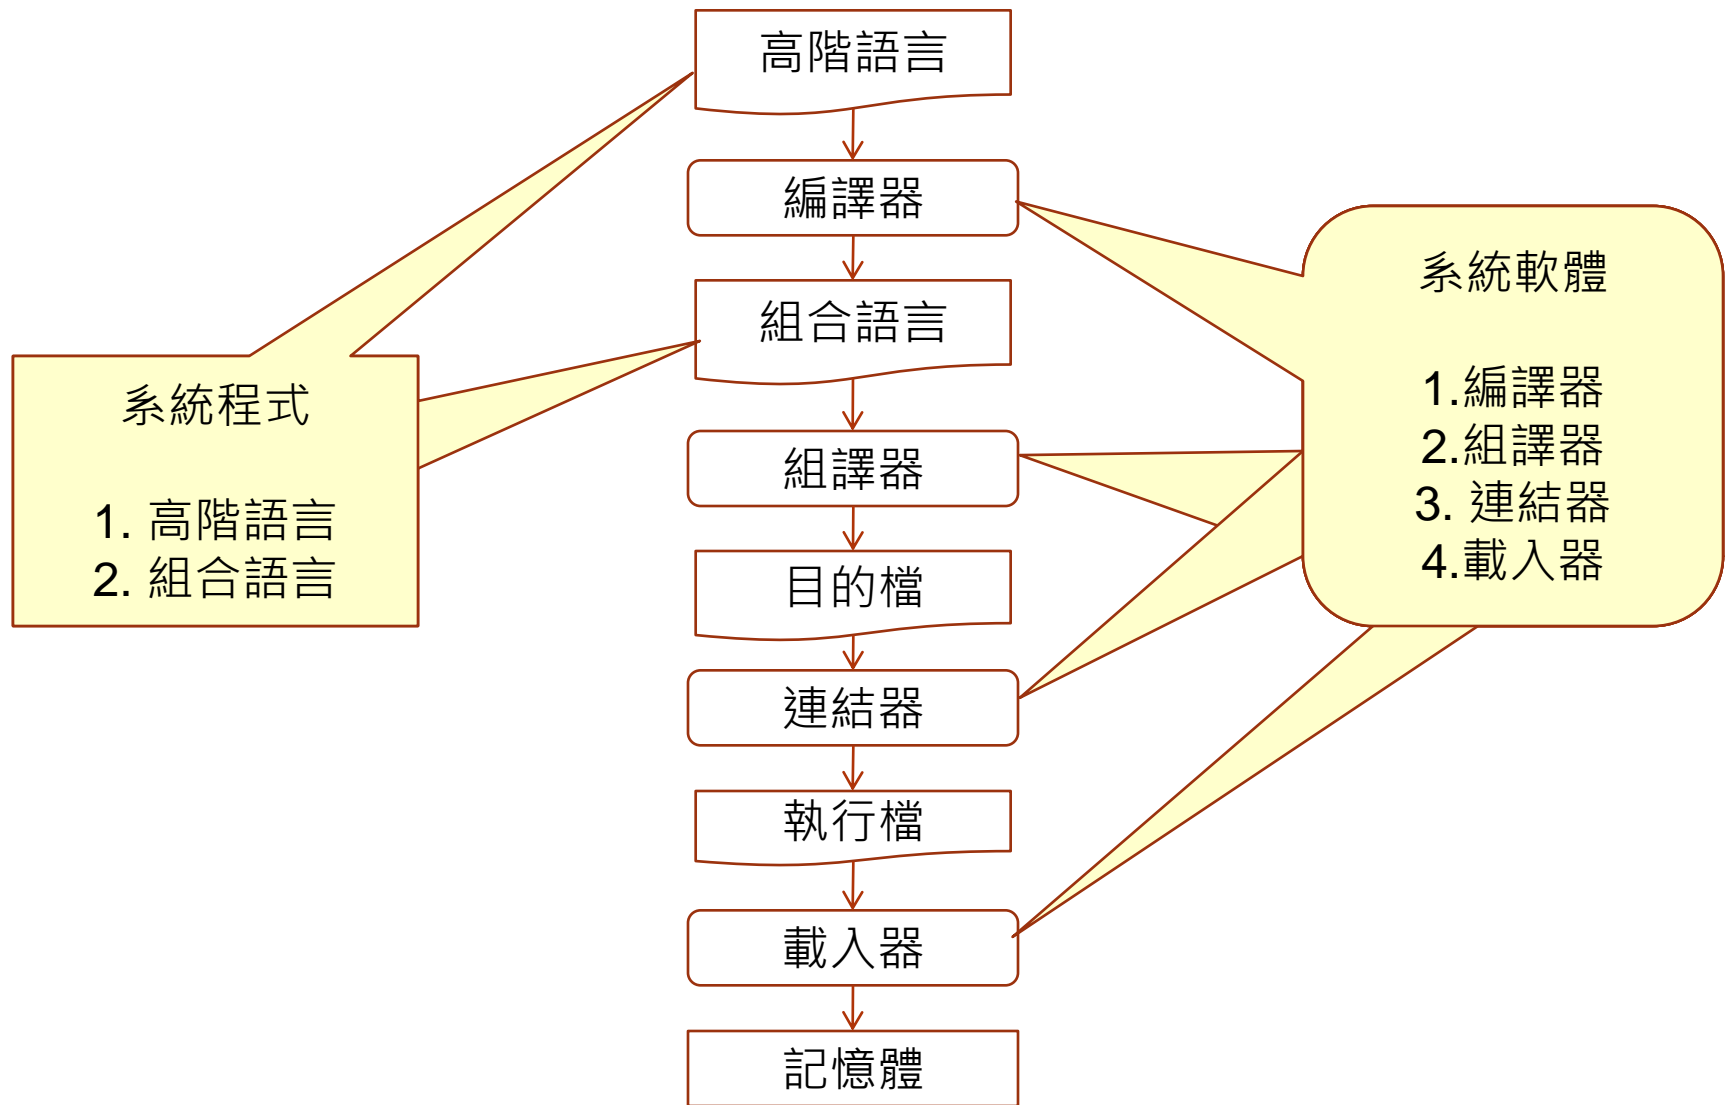 高階語言
編譯器
組合語言
組譯器
目的檔
連結器
執行檔
載入器
記憶體
系統程式
1. 高階語言
2. 組合語言
系統軟體
1.編譯器
2.組譯器
3. 連結器
4.載入器